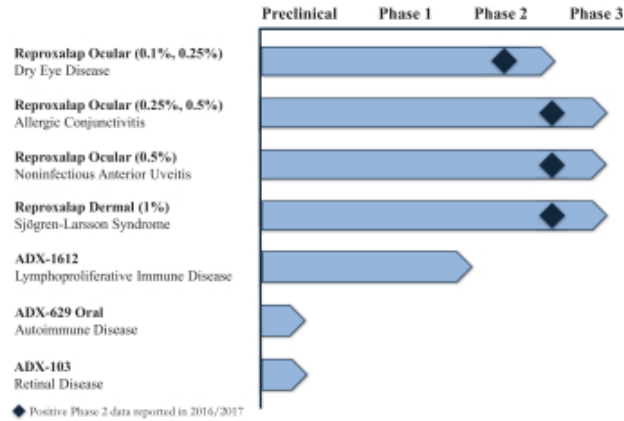 Preclinical Phase 1 Phase 2 Phase 3
Reproxalap Ocular (0.1%, 0.25%)
Dry Eye Disease
Reproxalap Ocular (0.25%, 0.5%)
Allergic Conjunctivitis
Reproxalap Ocular (0.5%)
Noninfectious Anterior Uveitis
Reproxalap Dermal (1%)
Sjögren-Larsson Syndrome
ADX-1612
Lymphoproliferative Immune Disease
ADX-629 Oral
Autoimmune Disease
ADX-103
Retinal Disease
Positive Phase 2 data reported in 2016/2017